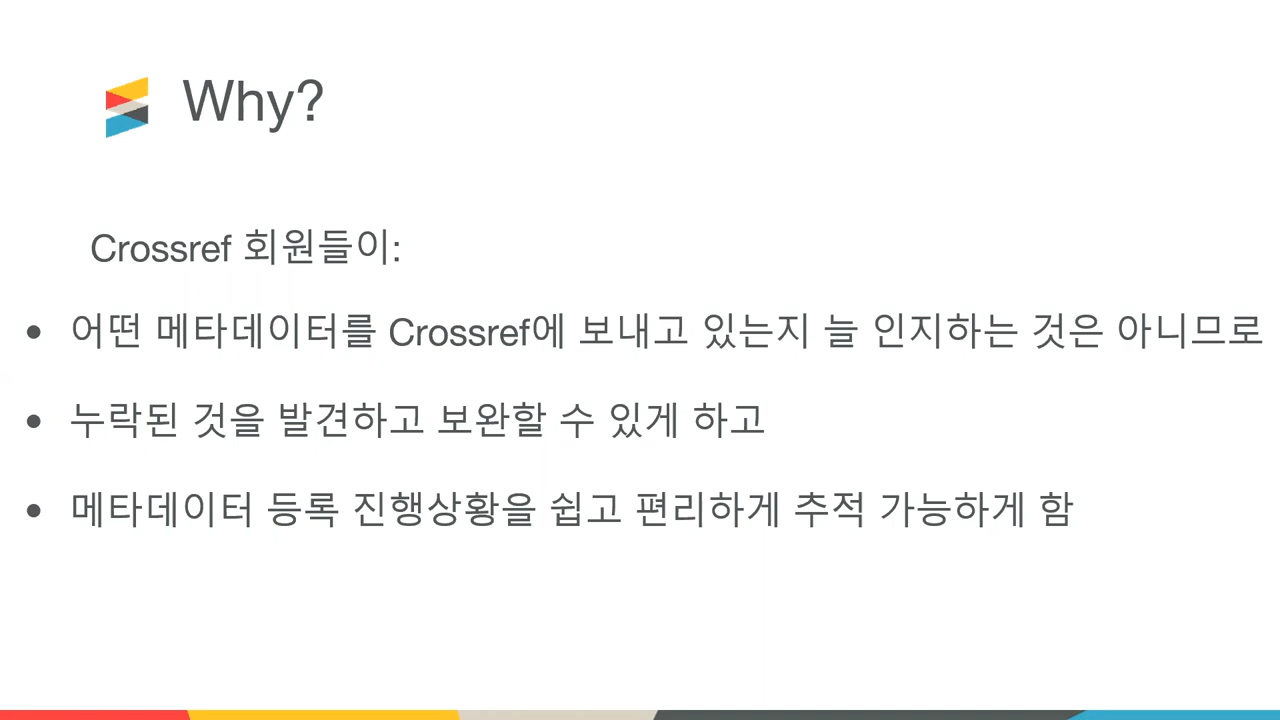 Why?
Crossref 회원들이:
• 어떤 메타데이터를 Crossref에 보내고 있는지 늘 인지하는 것은 아니므로
• 누락된 것을 발견하고 보완할 수 있게 하고
• 메타데이터 등록 진행상황을 쉽고 편리하게 추적 가능하게 함